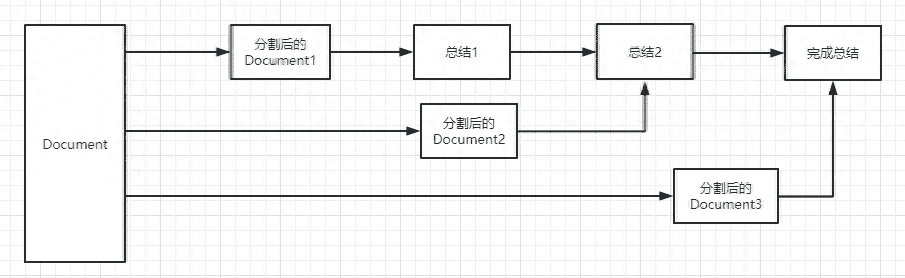 Document
分割后的
Document1
总结1
总结2
完成总结
分割后的
Document2
分割后的
Document3